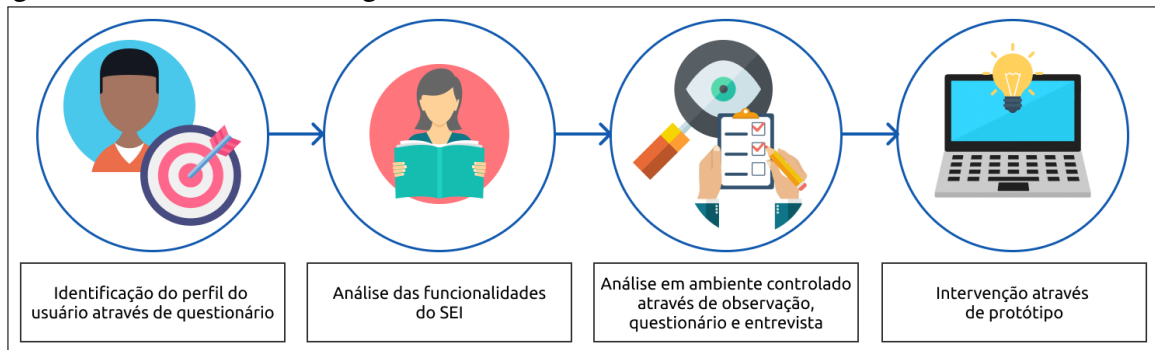 Identificação do perfil do
usuário através de questionário
Análise das funcionalidades
do SEI
Análise em ambiente controlado
através de observação,
questionário e entrevista
Intervenção através
de protótipo